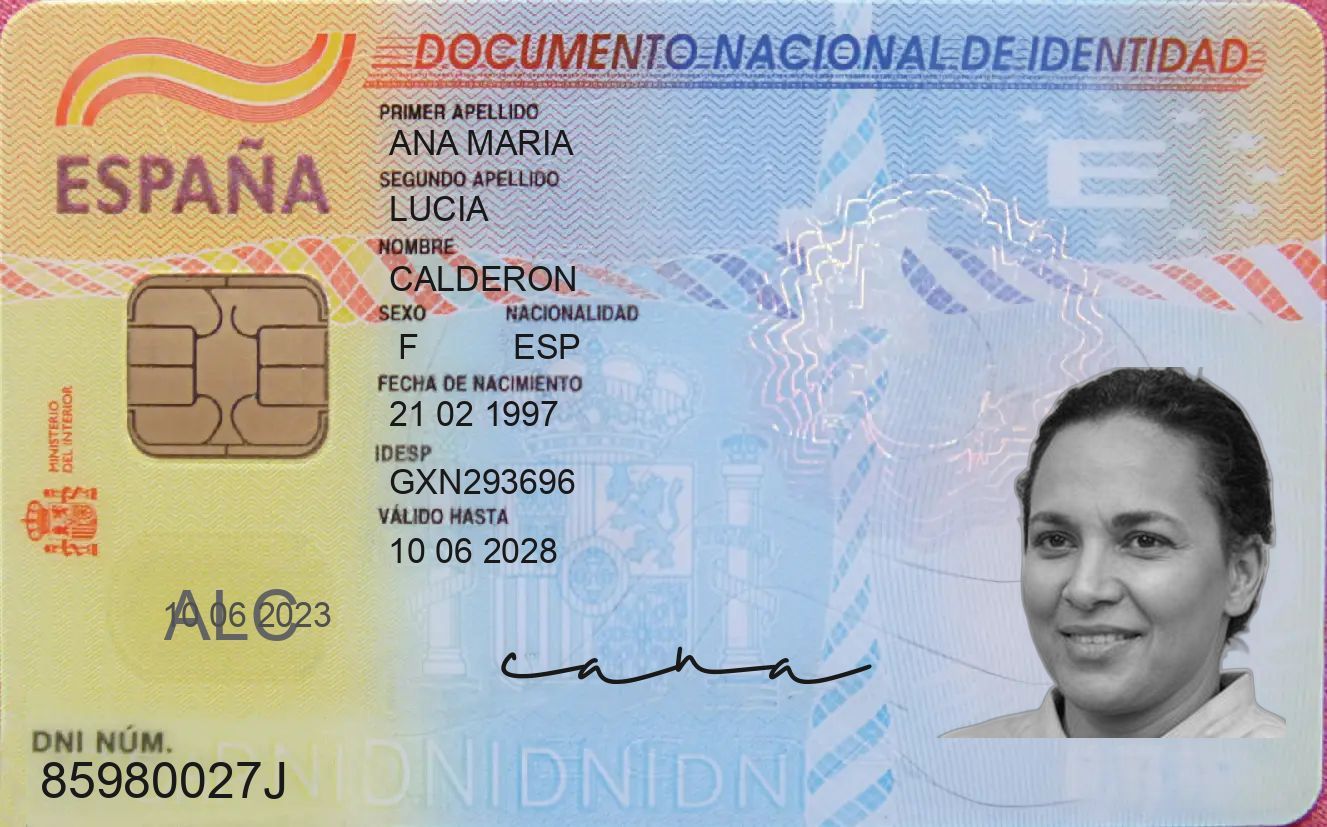 DOCUMENTO NACIONAL DE IDENTIDAD
ESPAÑA
PRIMER APELLIDO
ANA MARIA
SEGUNDO APELLIDO
LUCIA
NOMBRE
CALDERON
SEXO NACIONALIDAD
F ESP
FECHA DE NACIMIENTO
21 02 1997
IDESP
GXN293696
VÁLIDO HASTA
10 06 2028
MINISTERIO
DEL INTERIOR
E
ALC
10 06 2023
cana
DNI NÚM.
85980027J
DNIDNIDNIDNI